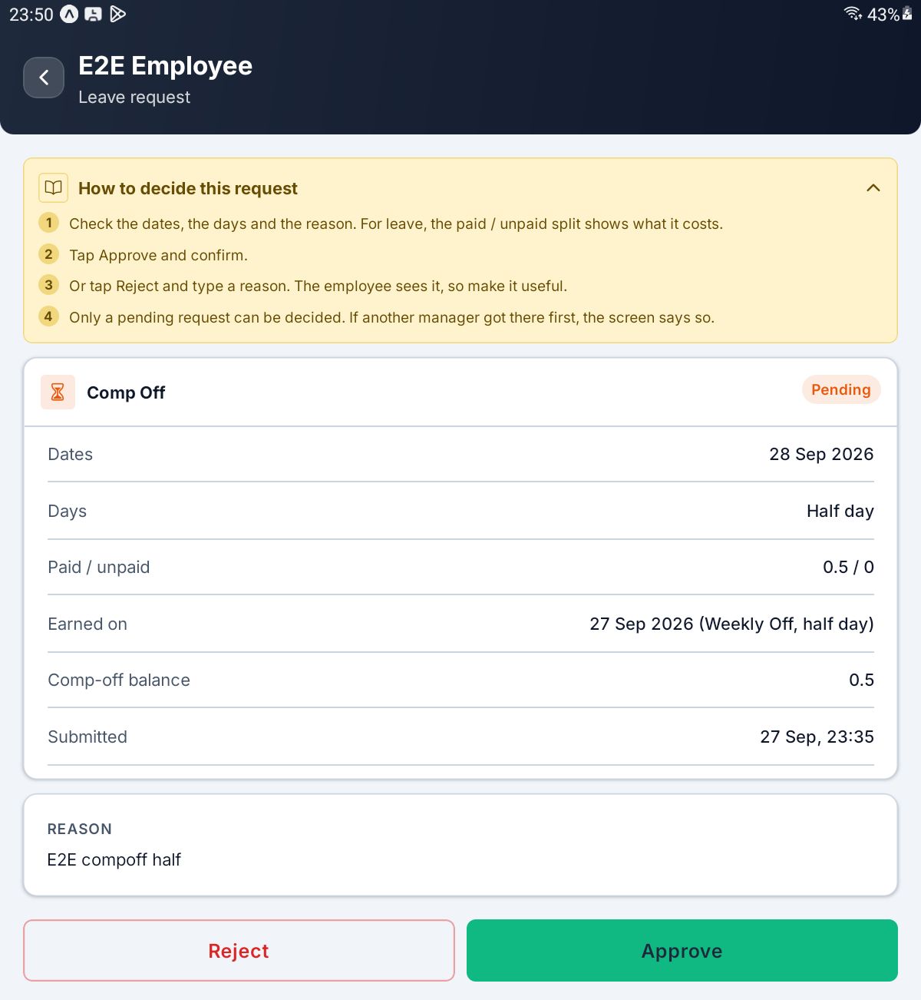 23:50
43%
E2E Employee
Leave request
How to decide this request
1 Check the dates, the days and the reason. For leave, the paid / unpaid split shows what it costs.
2 Tap Approve and confirm.
3 Or tap Reject and type a reason. The employee sees it, so make it useful.
4 Only a pending request can be decided. If another manager got there first, the screen says so.
Comp Off Pending
Dates 28 Sep 2026
Days Half day
Paid / unpaid 0.5 / 0
Earned on 27 Sep 2026 (Weekly Off, half day)
Comp-off balance 0.5
Submitted 27 Sep, 23:35
REASON
E2E compoff half
Reject Approve